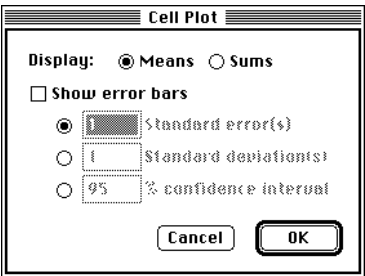 Cell Plot
Display: Means Sums
Show error bars
1 Standard error(s)
1 Standard deviation(s)
95 % confidence interval
Cancel OK